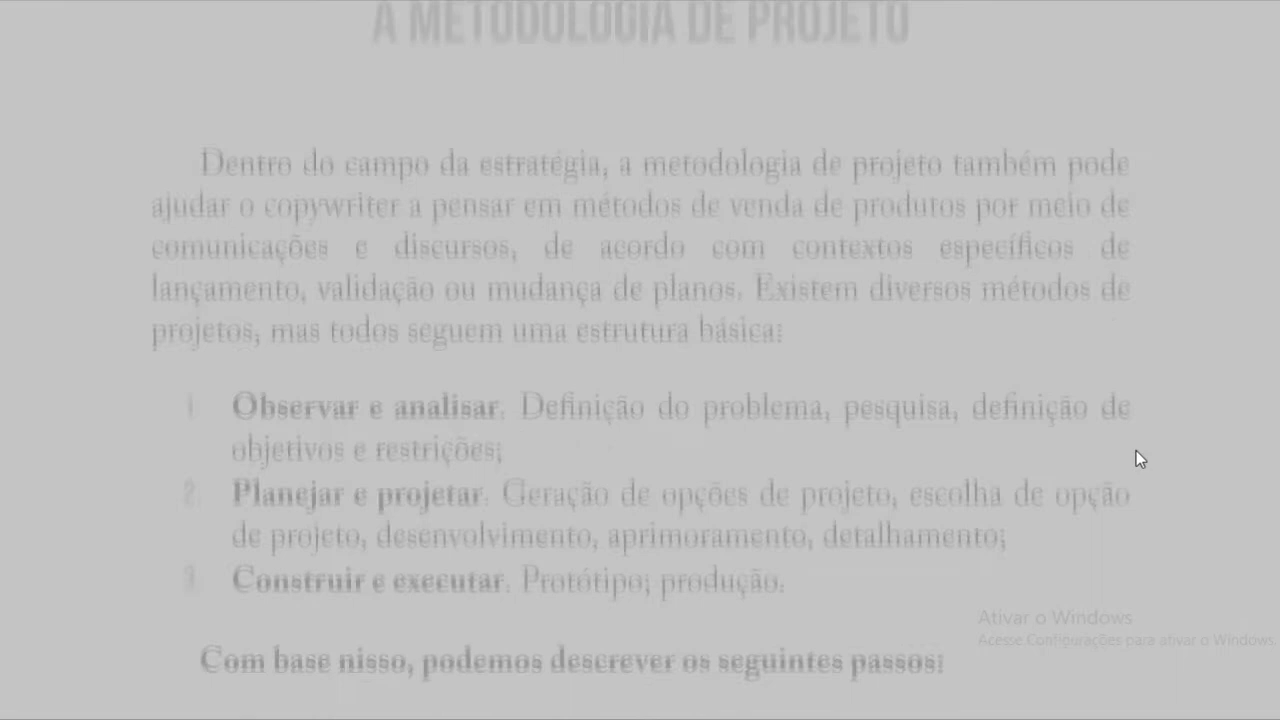 A METODOLOGIA DE PROJETO
Dentro do campo da estratégia, a metodologia de projeto também pode
ajudar o copywriter a pensar em métodos de venda de produtos por meio de
comunicações e discursos, de acordo com contextos específicos de
lançamento, validação ou mudança de planos. Existem diversos métodos de
projetos, mas todos seguem uma estrutura básica:
1. Observar e analisar. Definição do problema, pesquisa, definição de
objetivos e restrições;
2. Planejar e projetar. Geração de opções de projeto, escolha de opção
de projeto, desenvolvimento, aprimoramento, detalhamento;
3. Construir e executar. Protótipo; produção.
Com base nisso, podemos descrever os seguintes passos:
Ativar o Windows
Acesse Configurações para ativar o Windows.